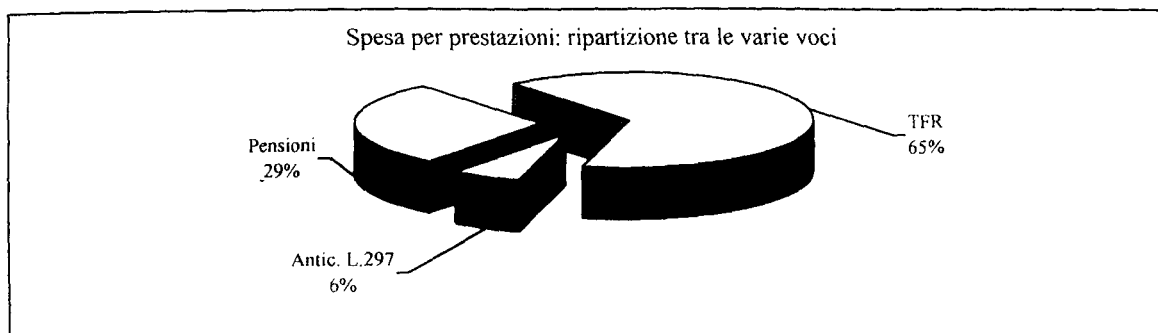 Spesa per prestazioni: ripartizione tra le varie voci
TFR
65%
Pensioni
29%
Antic. L.297
6%